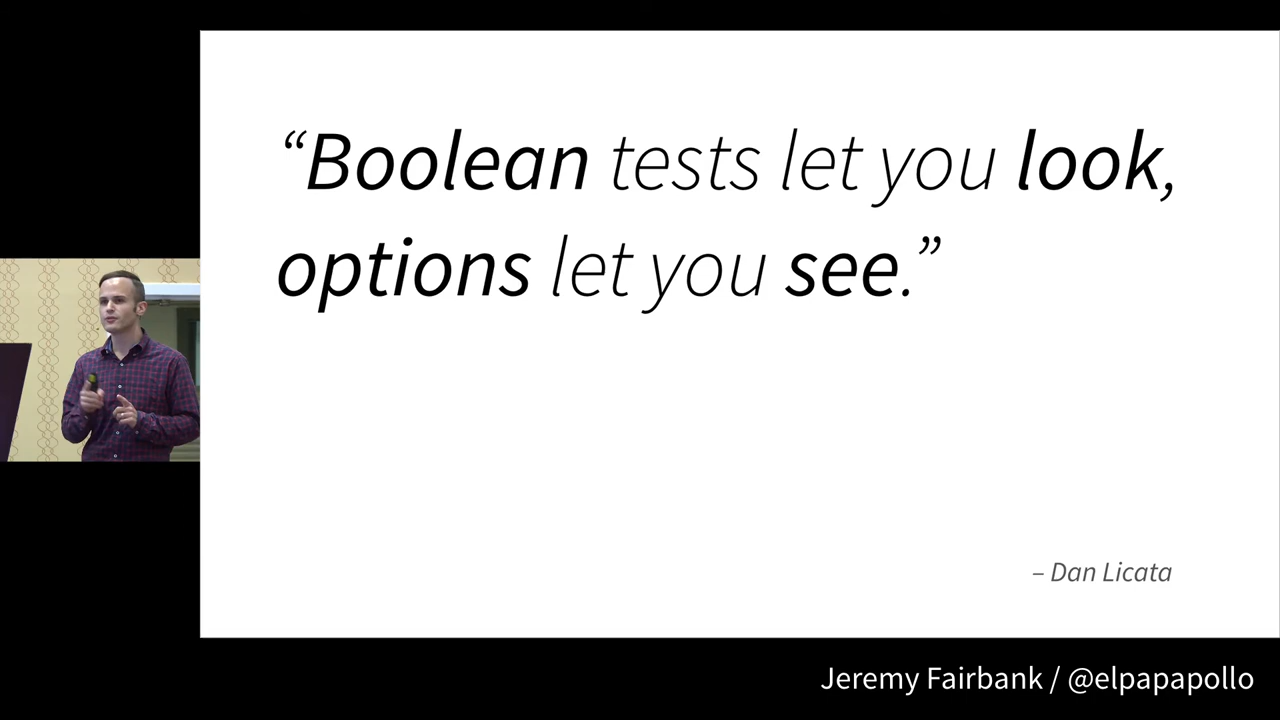 “Boolean tests let you look,
options let you see.”
– Dan Licata
Jeremy Fairbank / @elpapapollo